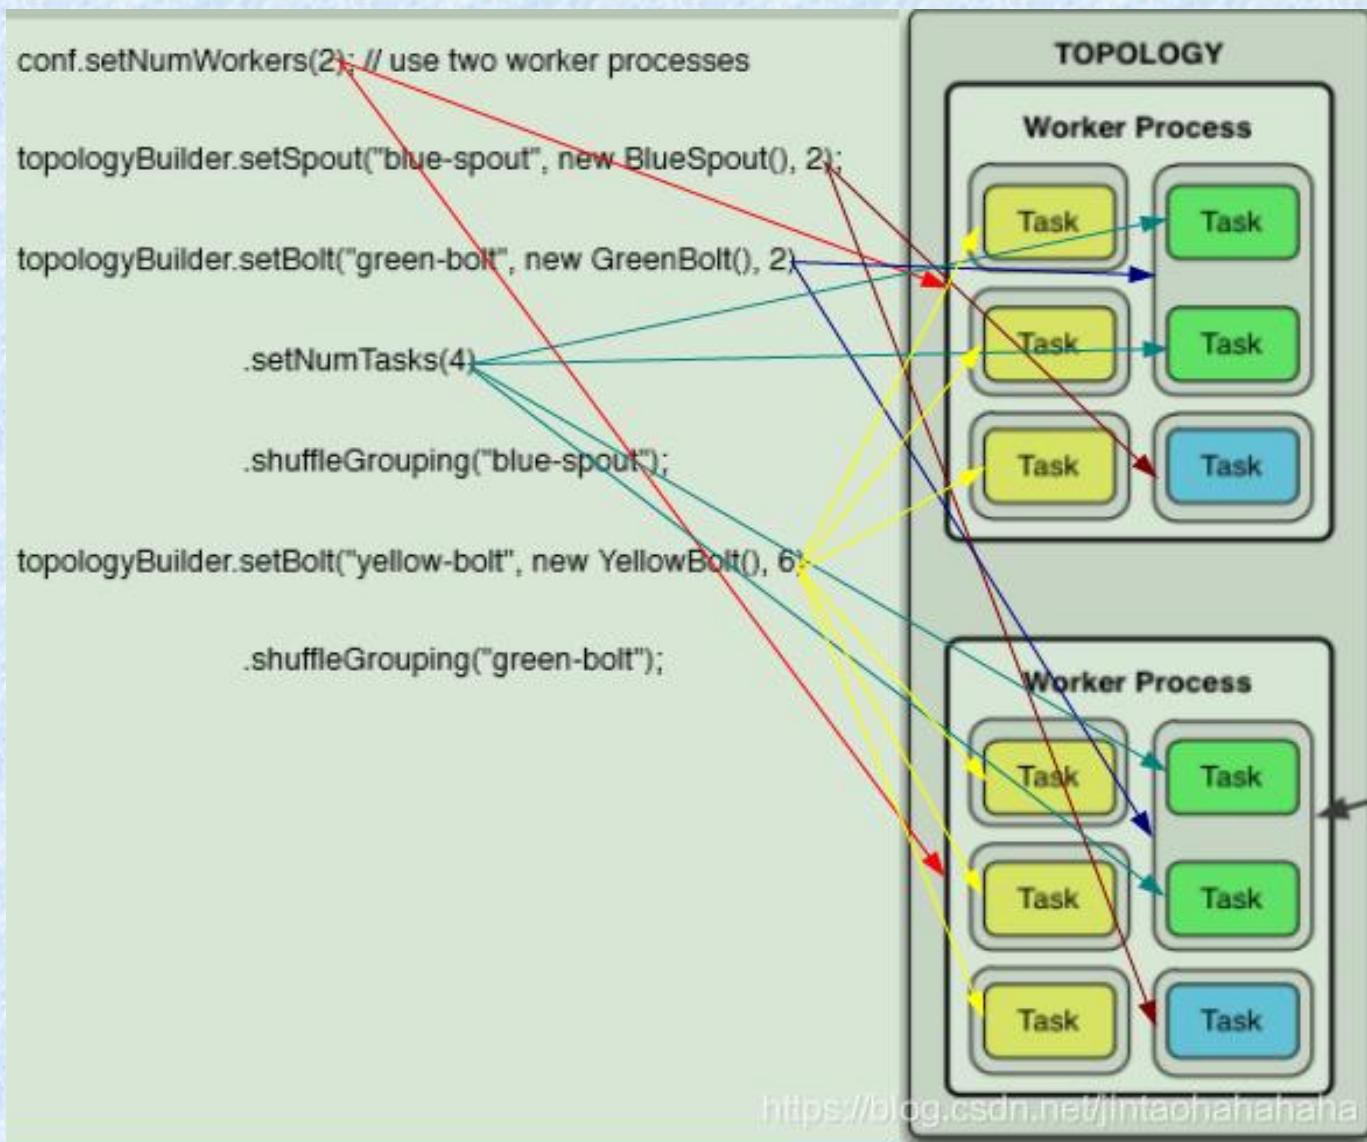 conf.setNumWorkers(2); // use two worker processes
topologyBuilder.setSpout("blue-spout", new BlueSpout(), 2);
topologyBuilder.setBolt("green-bolt", new GreenBolt(), 2)
.setNumTasks(4)
.shuffleGrouping("blue-spout");
topologyBuilder.setBolt("yellow-bolt", new YellowBolt(), 6)
.shuffleGrouping("green-bolt");
TOPOLOGY
Worker Process
Task Task
Task Task
Task Task
Worker Process
Task Task
Task Task
Task Task
https://blog.csdn.net/jintaohahahaha